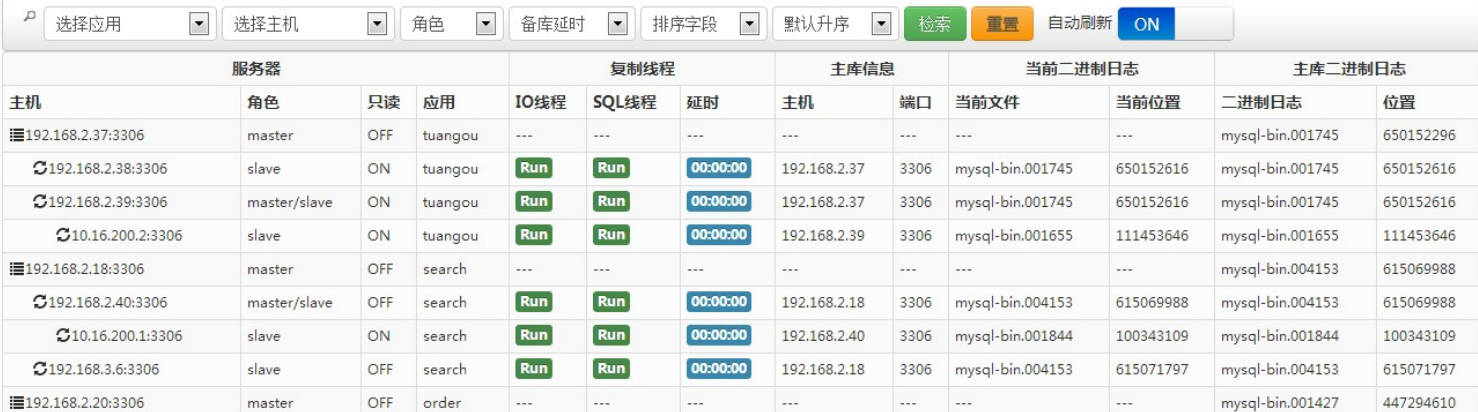 选择应用 选择主机 角色 备库延时 排序字段 默认升序 检索 重置 自动刷新 ON
服务器 复制线程 主库信息 当前二进制日志 主库二进制日志
主机 角色 只读 应用 IO线程 SQL线程 延时 主机 端口 当前文件 当前位置 二进制日志 位置
192.168.2.37:3306 master OFF tuangou --- --- --- --- --- --- --- mysql-bin.001745 650152296
192.168.2.38:3306 slave ON tuangou Run Run 00:00:00 192.168.2.37 3306 mysql-bin.001745 650152616 mysql-bin.001745 650152616
192.168.2.39:3306 master/slave ON tuangou Run Run 00:00:00 192.168.2.37 3306 mysql-bin.001745 650152616 mysql-bin.001745 650152616
10.16.200.2:3306 slave ON tuangou Run Run 00:00:00 192.168.2.39 3306 mysql-bin.001655 111453646 mysql-bin.001655 111453646
192.168.2.18:3306 master OFF search --- --- --- --- --- --- --- mysql-bin.004153 615069988
192.168.2.40:3306 master/slave OFF search Run Run 00:00:00 192.168.2.18 3306 mysql-bin.004153 615069988 mysql-bin.004153 615069988
10.16.200.1:3306 slave ON search Run Run 00:00:00 192.168.2.40 3306 mysql-bin.001844 100343109 mysql-bin.001844 100343109
192.168.3.6:3306 slave OFF search Run Run 00:00:00 192.168.2.18 3306 mysql-bin.004153 615071797 mysql-bin.004153 615071797
192.168.2.20:3306 master OFF order --- --- --- --- --- --- --- mysql-bin.001427 447294610